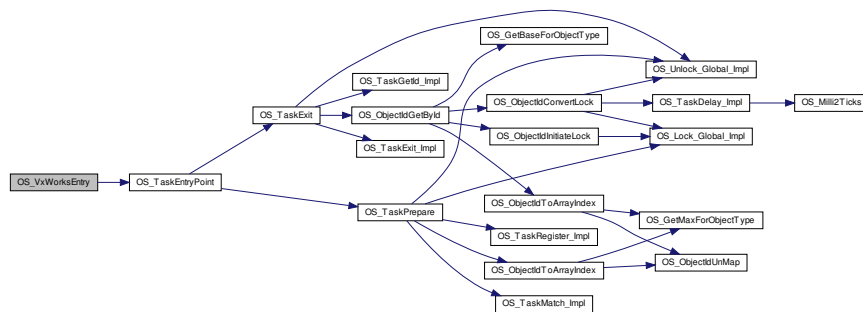 OS_GetBaseForObjectType
OS_Unlock_Global_Impl
OS_TaskGetId_Impl
OS_ObjectIdConvertLock
OS_TaskDelay_Impl
OS_Milli2Ticks
OS_TaskExit
OS_ObjectIdGetById
OS_ObjectIdInitiateLock
OS_Lock_Global_Impl
OS_TaskExit_Impl
OS_VxWorksEntry
OS_TaskEntryPoint
OS_ObjectIdToArrayIndex
OS_TaskPrepare
OS_GetMaxForObjectType
OS_TaskRegister_Impl
OS_ObjectIdUnMap
OS_ObjectIdToArrayIndex
OS_TaskMatch_Impl